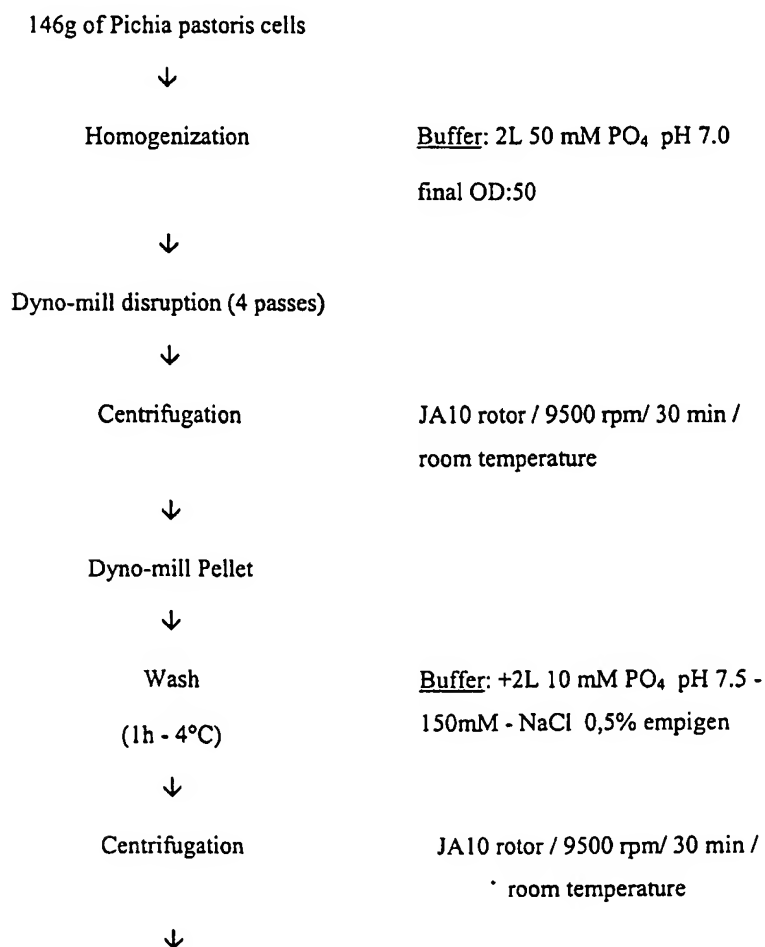 146g of Pichia pastoris cells
↓
Homogenization Buffer: 2L 50 mM PO₄ pH 7.0
final OD:50
↓
Dyno-mill disruption (4 passes)
↓
Centrifugation JA10 rotor / 9500 rpm/ 30 min /
room temperature
↓
Dyno-mill Pellet
↓
Wash Buffer: +2L 10 mM PO₄ pH 7.5 -
(1h - 4°C) 150mM - NaCl 0,5% empigen
↓
Centrifugation JA10 rotor / 9500 rpm/ 30 min /
room temperature
↓